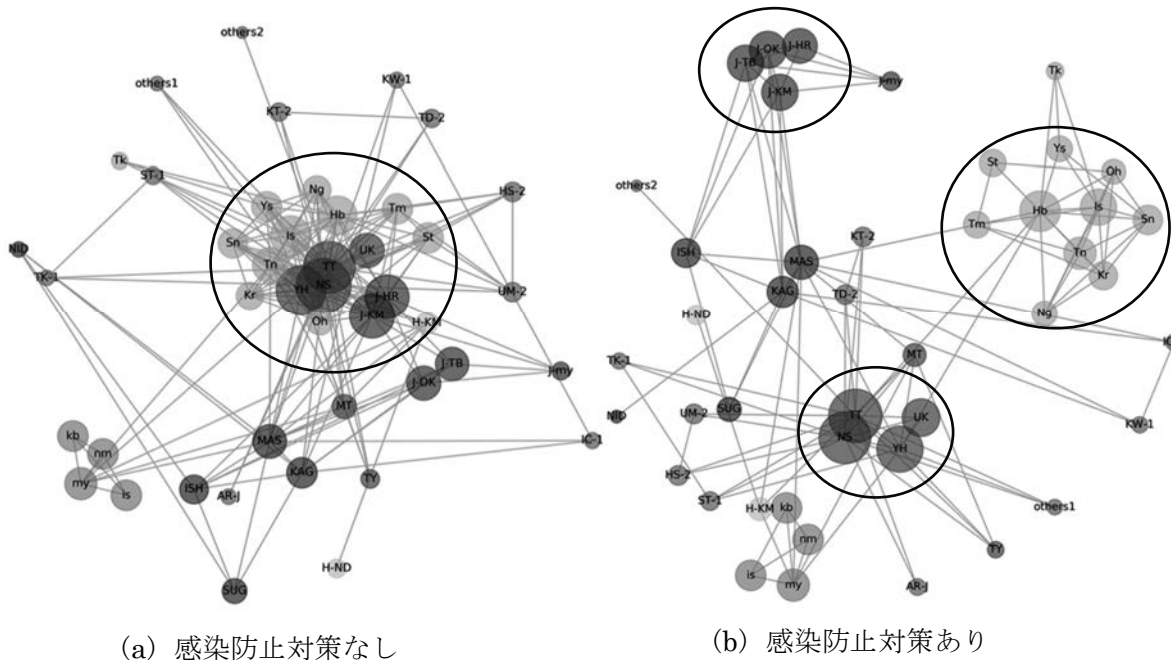 others2
others1
KW-1
KT-2
TD-2
Tk
ST-1
Ng
HS-2
Ys
Hb
Tm
Is
St
Sn
UK
NID
Tn
TT
TK-1
NS
YH
J-HR
UM-2
Kr
J-KM
Oh
H-KM
J-TB
J-my
J-OK
MT
kb
MAS
IC-1
nm
KAG
TY
my
ISH
AR-J
is
H-ND
SUG
(a) 感染防止対策なし
J-HR
J-OK
J-TB
Tk
J-my
J-KM
Ys
St
Oh
others2
Is
Hb
Sn
Tm
KT-2
ISH
Tn
MAS
Kr
KAG
TD-2
H-ND
Ng
MT
TK-1
SUG
UM-2
TT
UK
NID
KW-1
NS
YH
HS-2
ST-1
H-KM
kb
others1
nm
TY
is
my
AR-J
(b) 感染防止対策あり